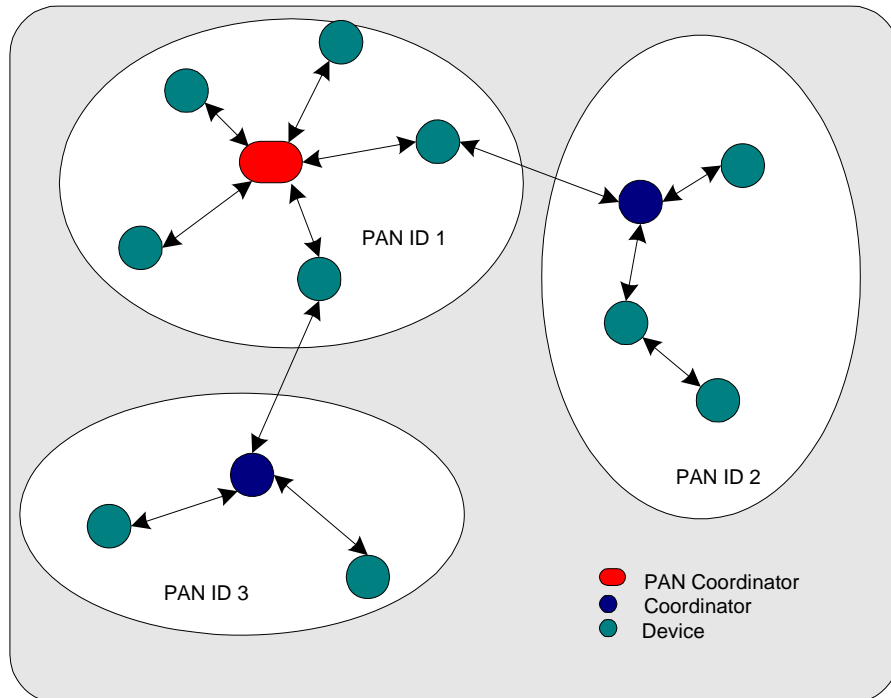 PAN ID 1
PAN ID 2
PAN ID 3
PAN Coordinator
Coordinator
Device